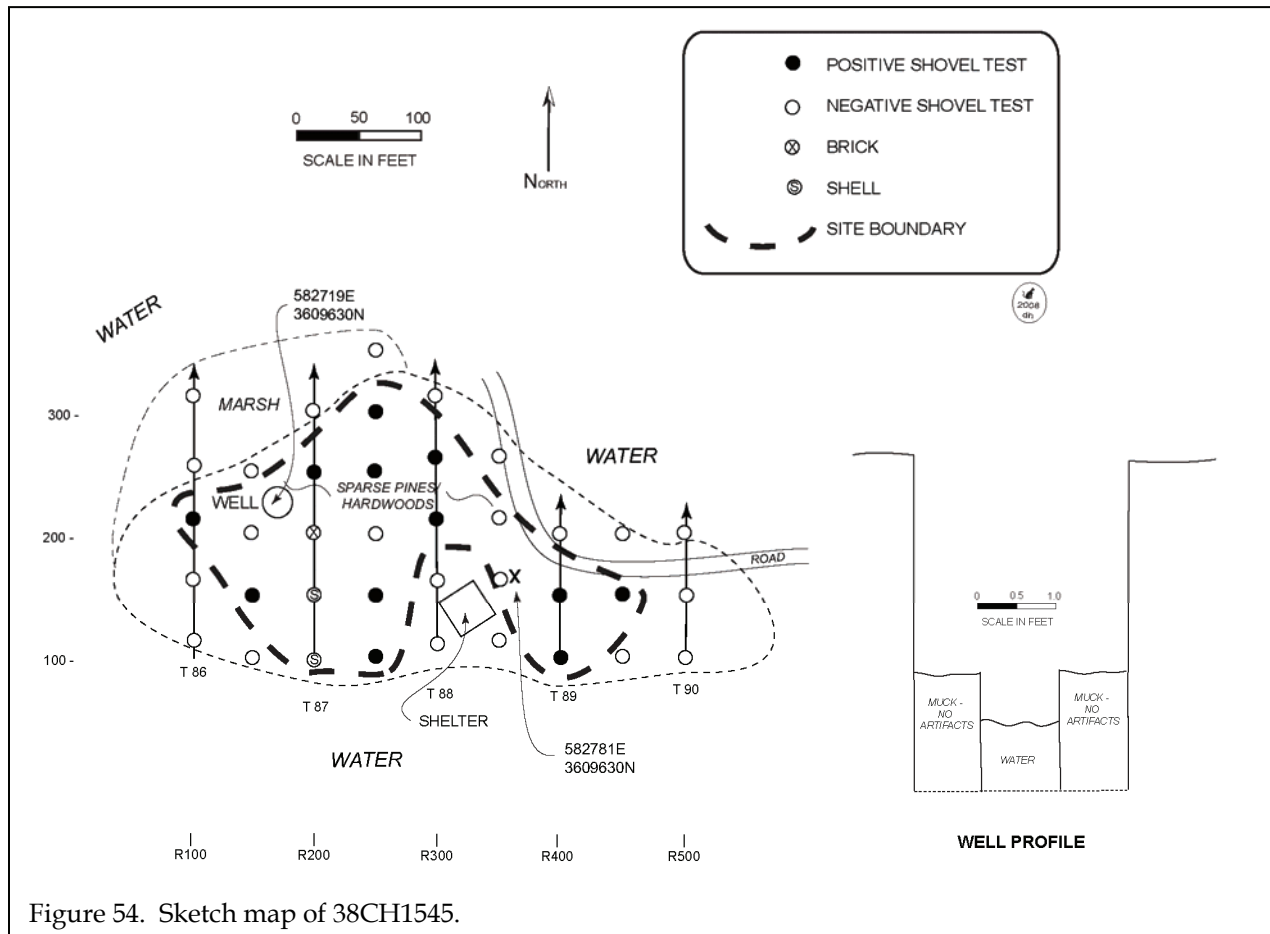 POSITIVE SHOVEL TEST
NEGATIVE SHOVEL TEST
BRICK
SHELL
SITE BOUNDARY
2008
0 50 100
SCALE IN FEET
NORTH
WATER
582719E
3609630N
300 -
MARSH
WATER
WELL
SPARSE PINES/
HARDWOODS
200 -
ROAD
X
S
100 -
S
T 86
T 87
T 88
T 89
T 90
SHELTER
WATER
582781E
3609630N
R100
R200
R300
R400
R500
0 0.5 1.0
SCALE IN FEET
MUCK -
NO
ARTIFACTS
WATER
MUCK -
NO
ARTIFACTS
WELL PROFILE
Figure 54. Sketch map of 38CH1545.